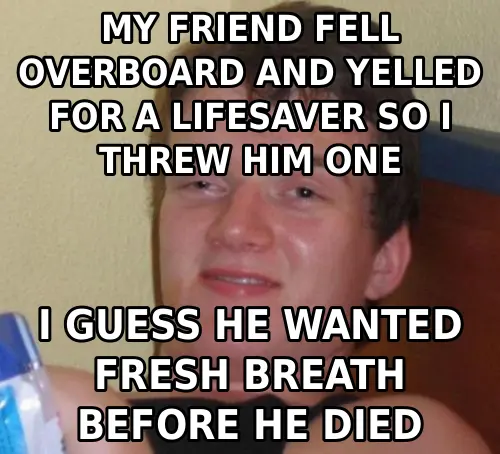 MY FRIEND FELL
OVERBOARD AND YELLED
FOR A LIFESAVER SO I
THREW HIM ONE
I GUESS HE WANTED
FRESH BREATH
BEFORE HE DIED